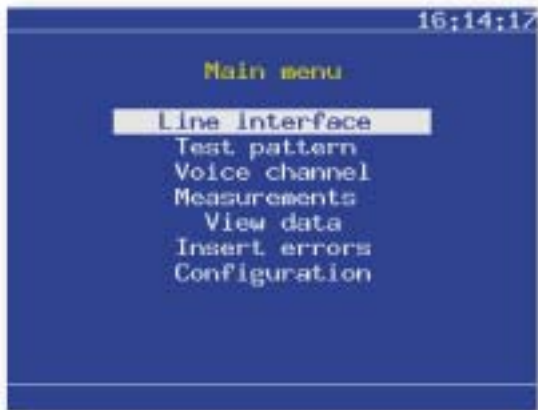 16:14:17
Main menu
Line interface
Test pattern
Voice channel
Measurements
View data
Insert errors
Configuration